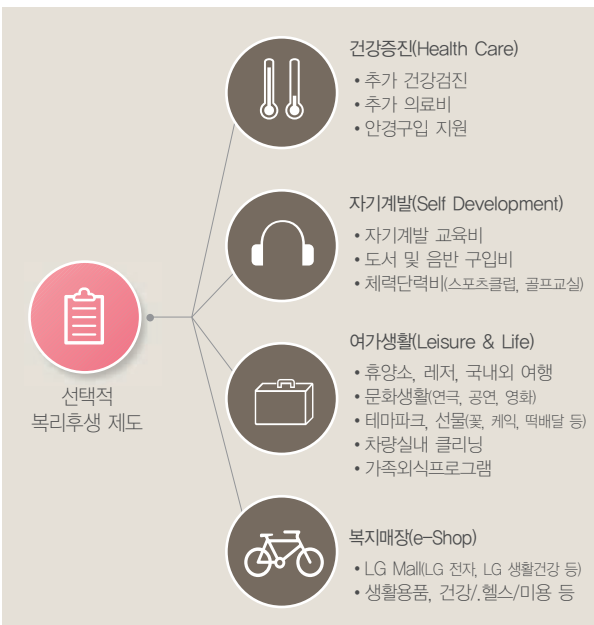 건강증진(Health Care)
• 추가 건강검진
• 추가 의료비
• 안경구입 지원
자기계발(Self Development)
• 자기계발 교육비
• 도서 및 음반 구입비
• 체력단력비(스포츠클럽, 골프교실)
선택적
복리후생 제도
여가생활(Leisure & Life)
• 휴양소, 레저, 국내외 여행
• 문화생활(연극, 공연, 영화)
• 테마파크, 선물(꽃, 케익, 떡배달 등)
• 차량실내 클리닝
• 가족외식프로그램
복지매장(e-Shop)
• LG Mall(LG 전자, LG 생활건강 등)
• 생활용품, 건강/.헬스/미용 등